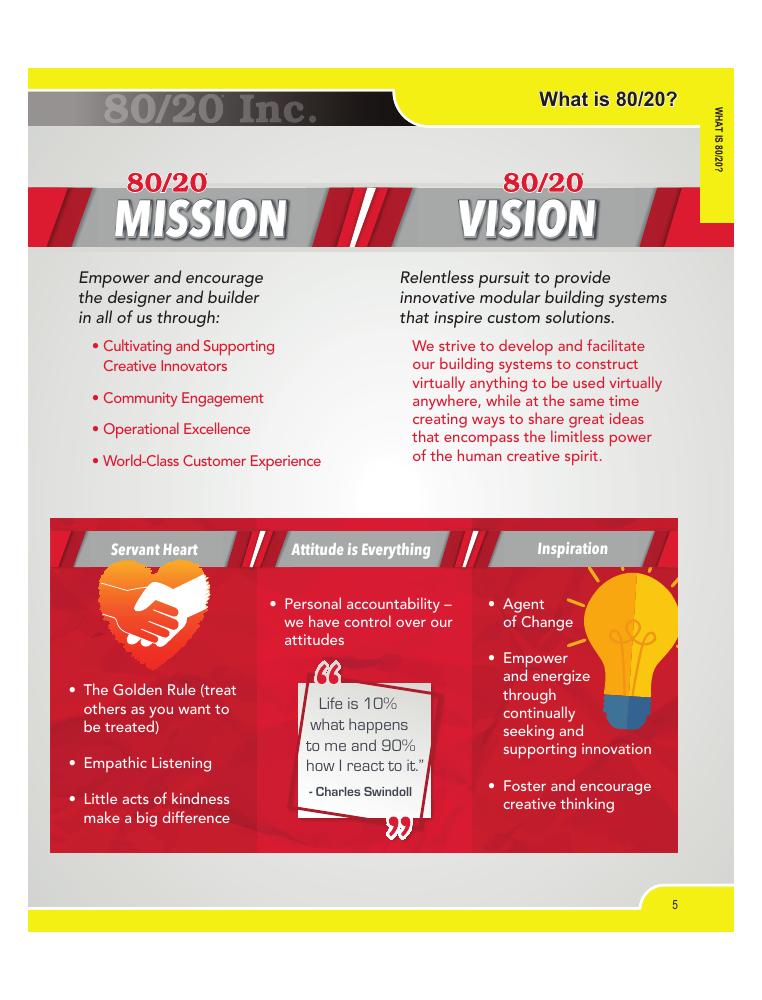 80/20 Inc.
What is 80/20?
WHAT IS 80/20?
80/20
MISSION
80/20
VISION
Empower and encourage
the designer and builder
in all of us through:
• Cultivating and Supporting
Creative Innovators
• Community Engagement
• Operational Excellence
• World-Class Customer Experience
Relentless pursuit to provide
innovative modular building systems
that inspire custom solutions.
We strive to develop and facilitate
our building systems to construct
virtually anything to be used virtually
anywhere, while at the same time
creating ways to share great ideas
that encompass the limitless power
of the human creative spirit.
Servant Heart
• The Golden Rule (treat
others as you want to
be treated)
• Empathic Listening
• Little acts of kindness
make a big difference
Attitude is Everything
• Personal accountability –
we have control over our
attitudes
“
Life is 10%
what happens
to me and 90%
how I react to it.”
- Charles Swindoll
”
Inspiration
• Agent
of Change
• Empower
and energize
through
continually
seeking and
supporting innovation
• Foster and encourage
creative thinking
5